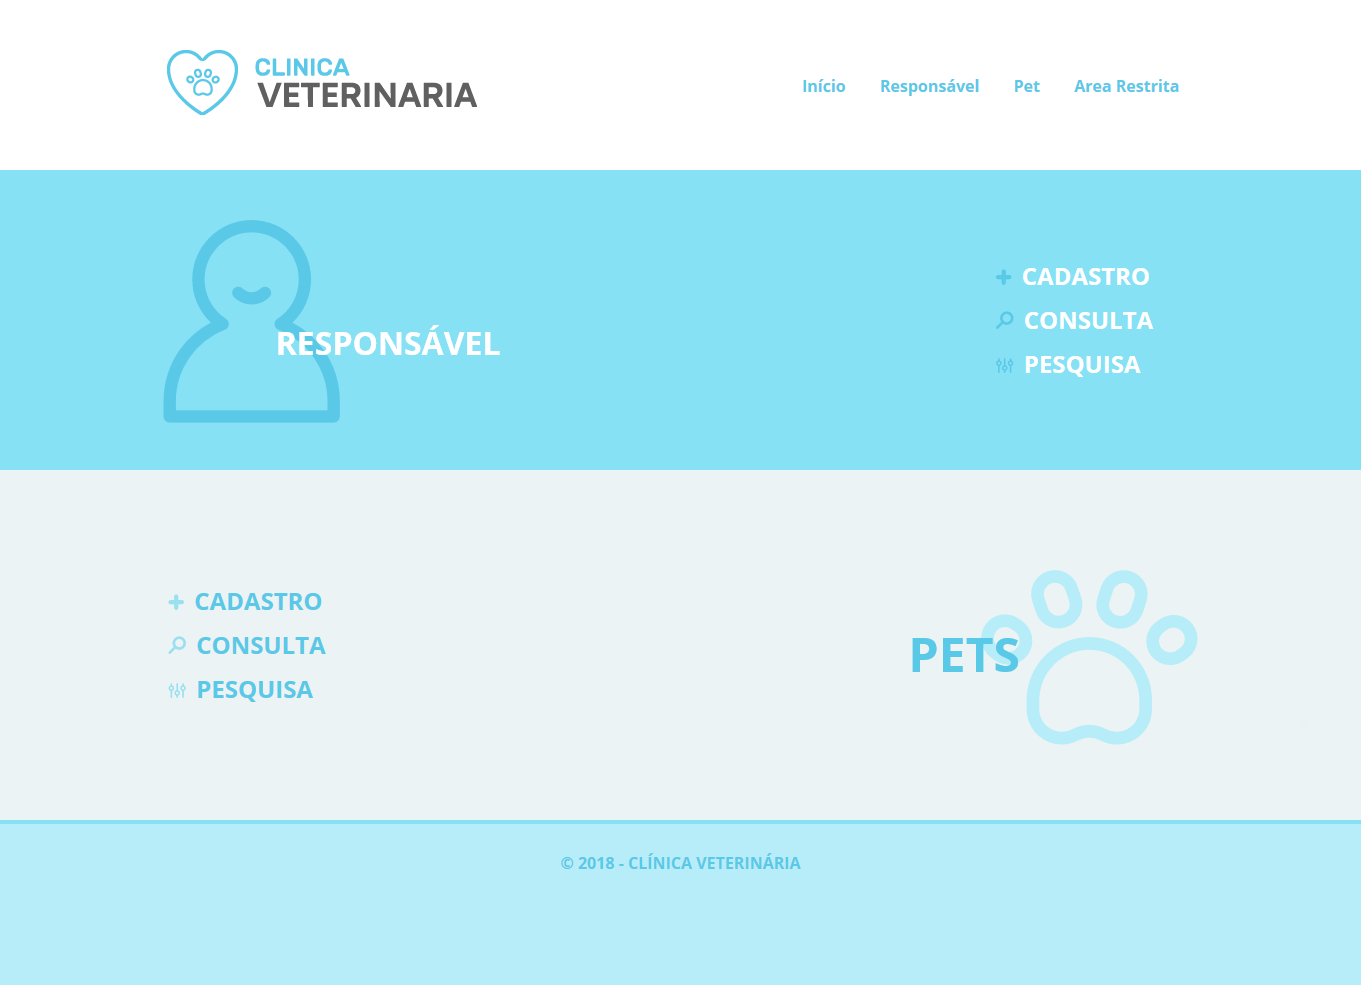 CLINICA
VETERINARIA
Início Responsável Pet Area Restrita
RESPONSÁVEL
CADASTRO
CONSULTA
PESQUISA
CADASTRO
CONSULTA
PESQUISA
PETS
© 2018 - CLÍNICA VETERINÁRIA